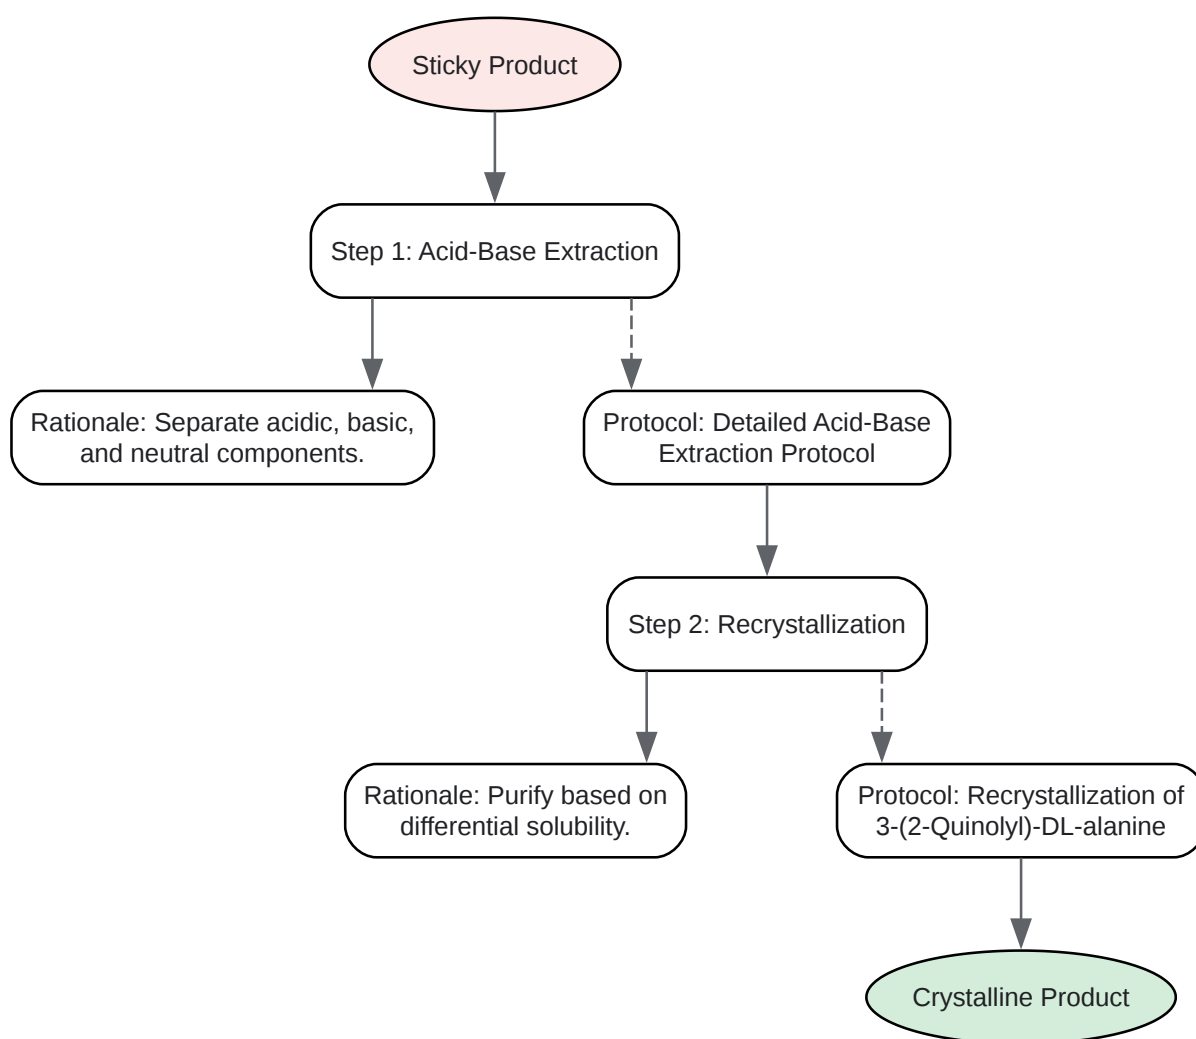 Sticky Product
Step 1: Acid-Base Extraction
Rationale: Separate acidic, basic,
and neutral components.
Protocol: Detailed Acid-Base
Extraction Protocol
Step 2: Recrystallization
Rationale: Purify based on
differential solubility.
Protocol: Recrystallization of
3-(2-Quinolyl)-DL-alanine
Crystalline Product